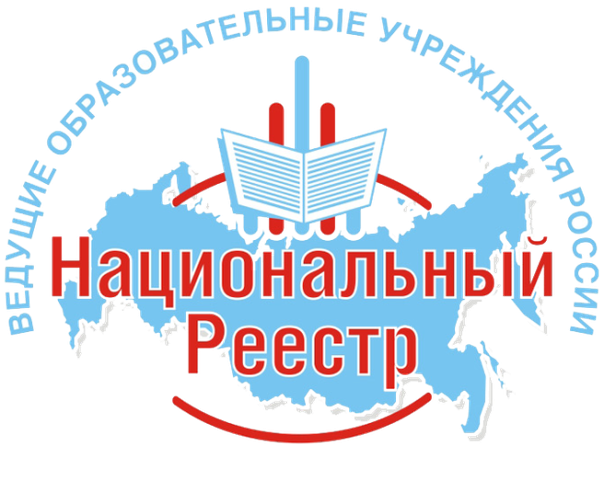 ВЕДУЩИЕ ОБРАЗОВАТЕЛЬНЫЕ УЧРЕЖДЕНИЯ РОССИИ
Национальный
Реестр